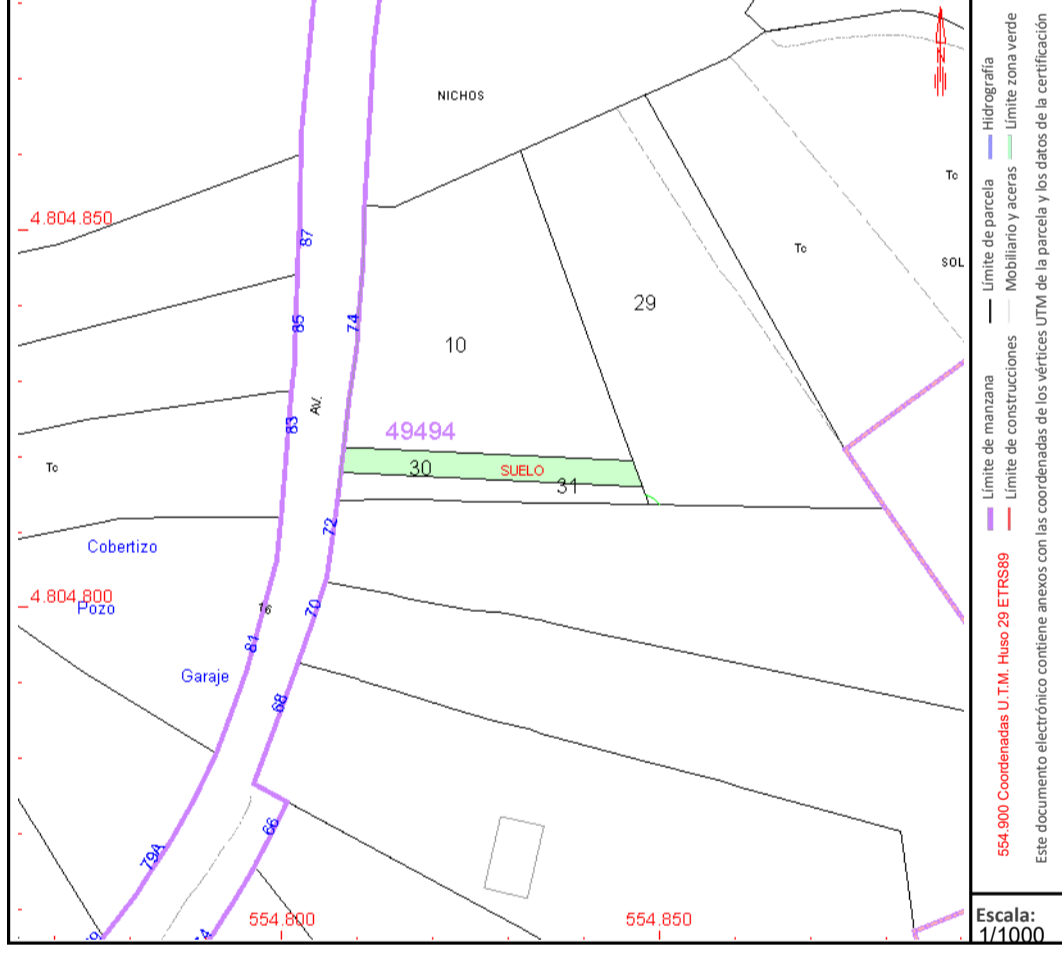 NICHOS
Tc
4.804.850
87
Tc
SOL
29
85
74
10
AV.
83
49494
Tc
30
SUELO
31
72
Cobertizo
4.804.800
Pozo
16
70
81
Garaje
68
66
79A
554.800
554.850
Límite de manzana
Límite de parcela
Hidrografía
554.900 Coordenadas U.T.M. Huso 29 ETRS89
Límite de construcciones
Mobiliario y aceras
Límite zona verde
Este documento electrónico contiene anexos con las coordenadas de los vértices UTM de la parcela y los datos de la certificación
Escala:
1/1000